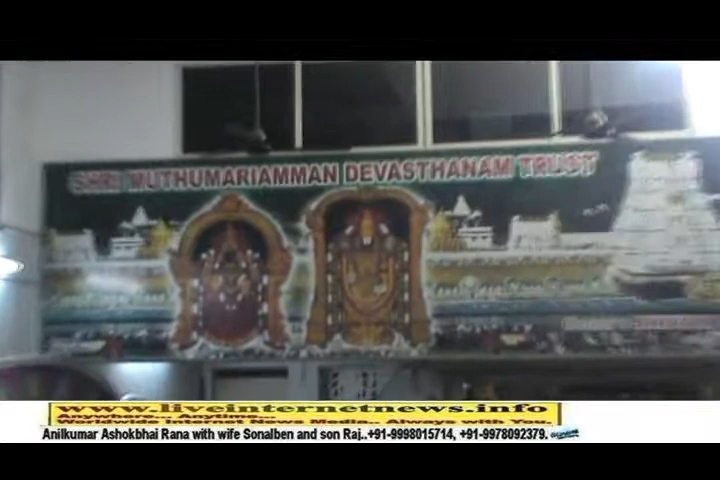 SHRI MUTHUMARIAMMAN DEVASTHANAM TRUST
www.liveinternetnews.info
Anywhere... Anytime...
Worldwide Internet News Media.. Always with You.
Anilkumar Ashokbhai Rana with wife Sonalben and son Raj..+91-9998015714, +91-9978092379.